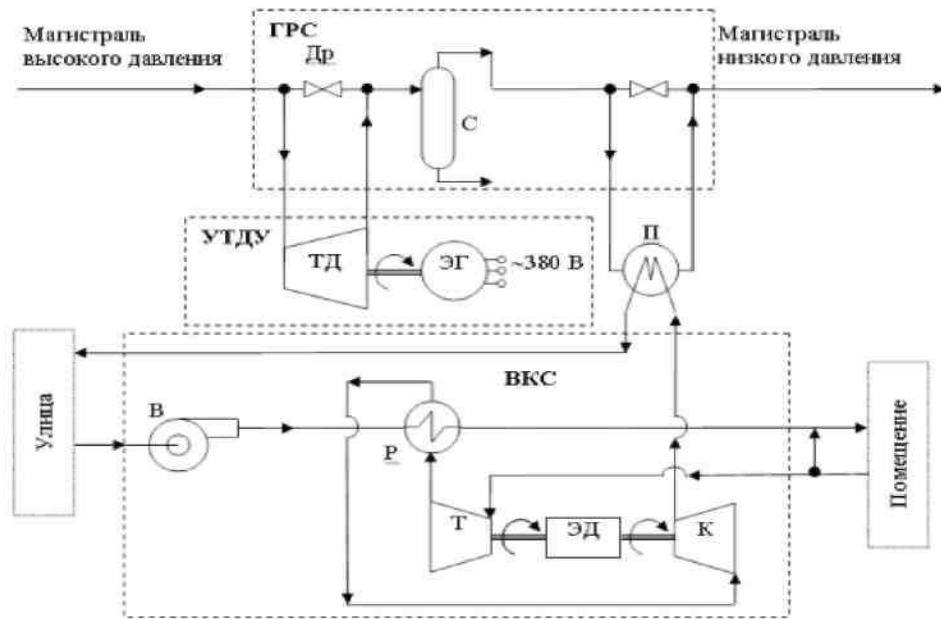 ГРС
Магистраль
высокого давления
Др
Магистраль
низкого давления
С
УТДУ
ТД
ЭГ
~380 В
П
ВКС
Улица
В
Р
Помещение
Т
ЭД
К